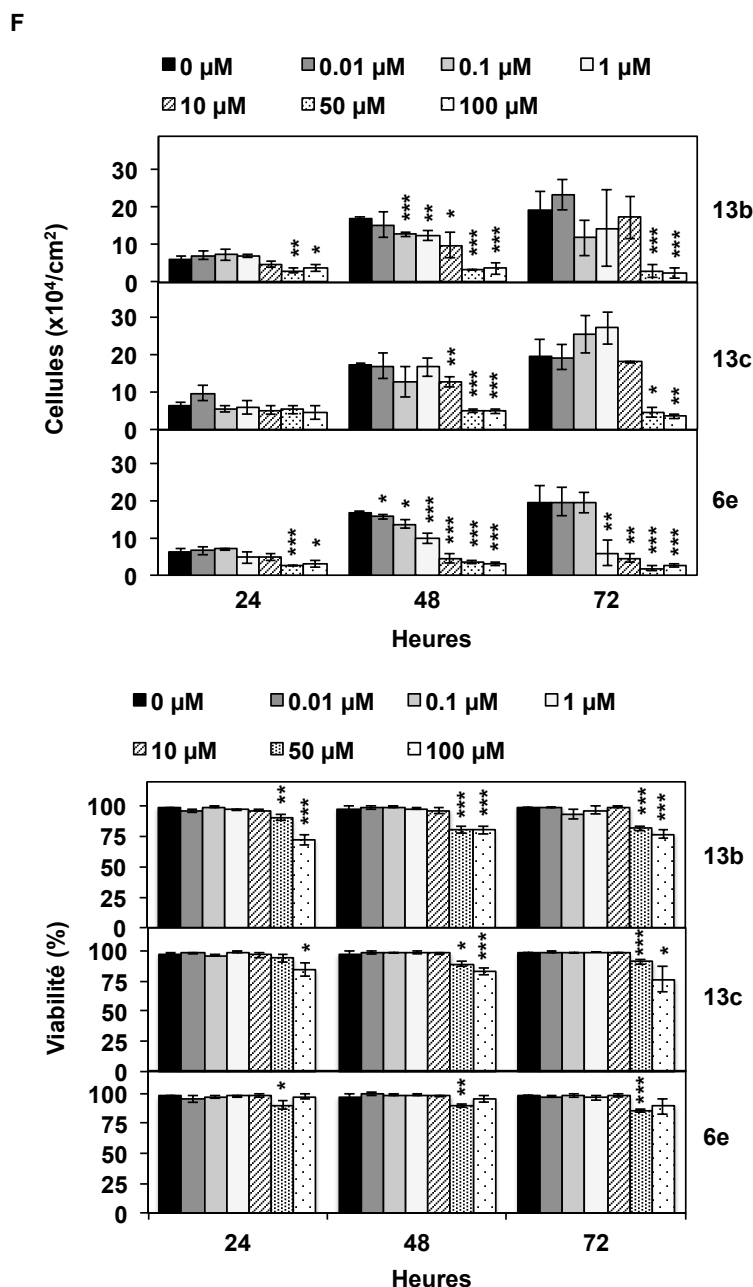 F
0 µM 0.01 µM 0.1 µM 1 µM
10 µM 50 µM 100 µM
Cellules (x10⁴/cm²)
30
20
10
0
** *
*** ** * *** ***
*** ***
13b
30
20
10
0
** *** ***
* **
13c
30
20
10
0
*** *
* * *** *** *** ***
** ** *** ***
6e
24 48 72
Heures
0 µM 0.01 µM 0.1 µM 1 µM
10 µM 50 µM 100 µM
Viabilité (%)
100
75
50
25
0
** ***
*** ***
*** ***
13b
100
75
50
25
0
*
* ***
*** *
13c
100
75
50
25
0
*
**
***
6e
24 48 72
Heures